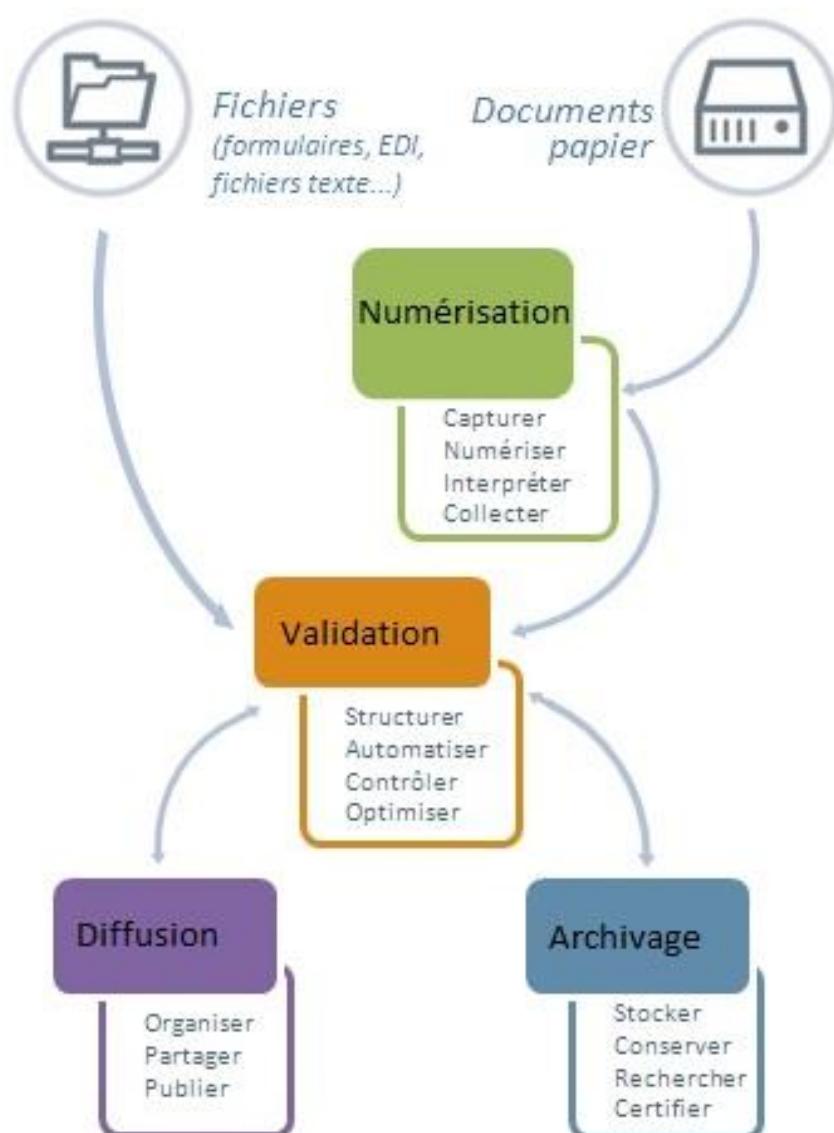 Fichiers
(formulaires, EDI,
fichiers texte...)
Documents
papier
Numérisation
Capturer
Numériser
Interpréter
Collecter
Validation
Structurer
Automatiser
Contrôler
Optimiser
Diffusion
Organiser
Partager
Publier
Archivage
Stocker
Conserver
Rechercher
Certifier